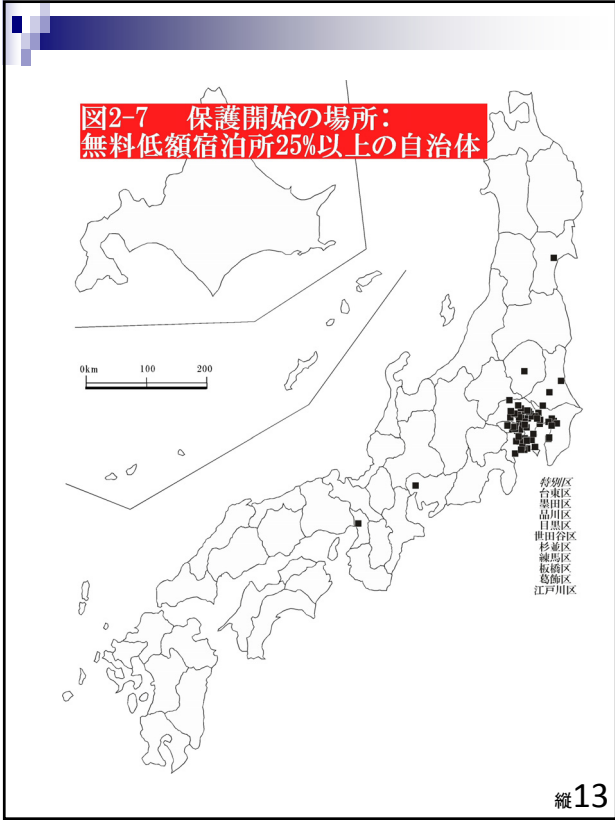 図2-7　保護開始の場所：
無料低額宿泊所25%以上の自治体
0km 100 200
特別区
台東区
墨田区
品川区
目黒区
世田谷区
杉並区
練馬区
板橋区
葛飾区
江戸川区
縦13